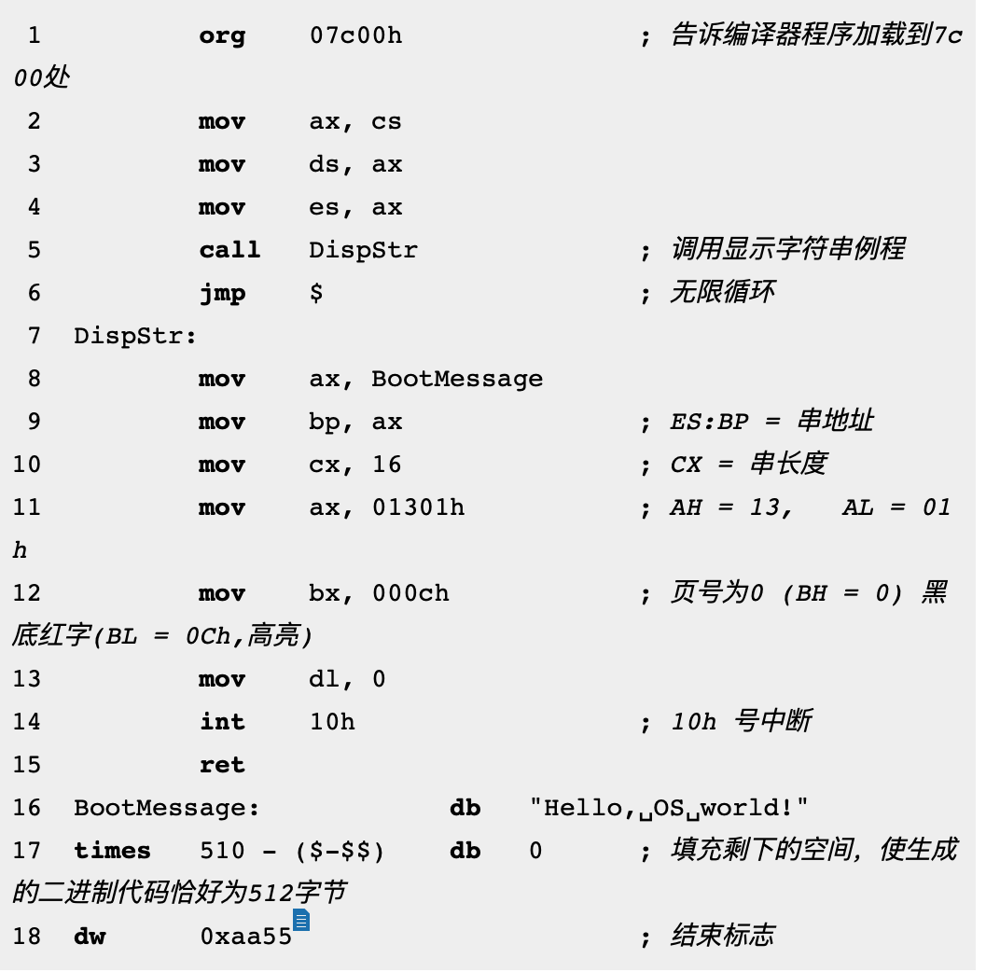 1 org 07c00h ; 告诉编译器程序加载到7c
00处
2 mov ax, cs
3 mov ds, ax
4 mov es, ax
5 call DispStr ; 调用显示字符串例程
6 jmp $ ; 无限循环
7 DispStr:
8 mov ax, BootMessage
9 mov bp, ax ; ES:BP = 串地址
10 mov cx, 16 ; CX = 串长度
11 mov ax, 01301h ; AH = 13, AL = 01
h
12 mov bx, 000ch ; 页号为0 (BH = 0) 黑
底红字(BL = 0Ch,高亮)
13 mov dl, 0
14 int 10h ; 10h 号中断
15 ret
16 BootMessage: db "Hello,␣OS␣world!"
17 times 510 - ($-$$) db 0 ; 填充剩下的空间，使生成
的二进制代码恰好为512字节
18 dw 0xaa55 ; 结束标志